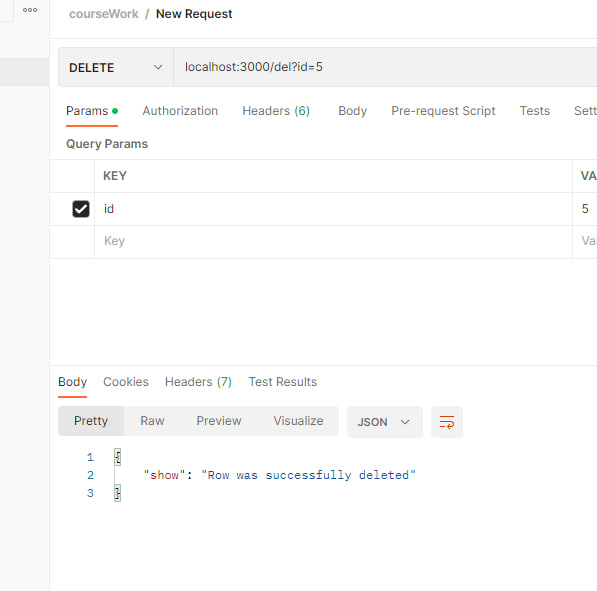 courseWork / New Request
DELETE localhost:3000/del?id=5
Params Authorization Headers (6) Body Pre-request Script Tests Sett
Query Params
KEY VA
id 5
Key Va
Body Cookies Headers (7) Test Results
Pretty Raw Preview Visualize JSON
1 {
2 "show": "Row was successfully deleted"
3 }